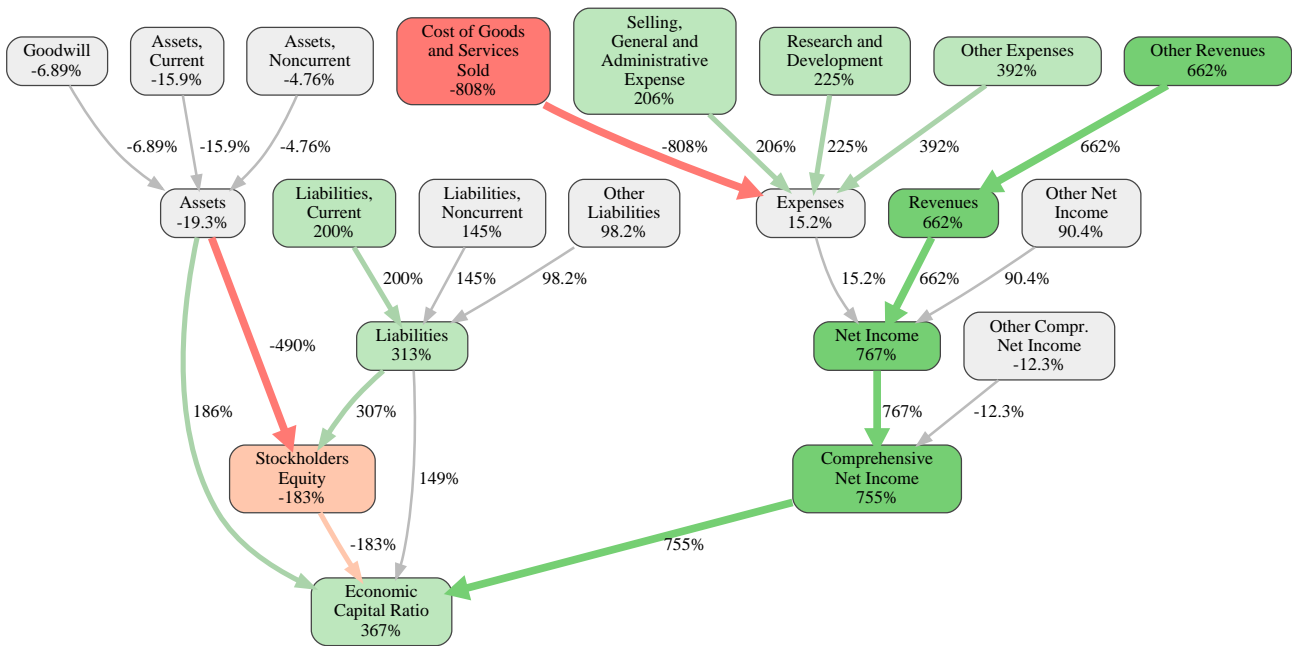 Goodwill
-6.89%
Assets,
Current
-15.9%
Assets,
Noncurrent
-4.76%
Cost of Goods
and Services
Sold
-808%
Selling,
General and
Administrative
Expense
206%
Research and
Development
225%
Other Expenses
392%
Other Revenues
662%
-6.89%
-15.9%
-4.76%
-808%
206%
225%
392%
662%
Assets
-19.3%
Liabilities,
Current
200%
Liabilities,
Noncurrent
145%
Other
Liabilities
98.2%
Expenses
15.2%
Revenues
662%
Other Net
Income
90.4%
200%
145%
98.2%
15.2%
662%
90.4%
-490%
Liabilities
313%
Net Income
767%
Other Compr.
Net Income
-12.3%
186%
307%
767%
-12.3%
Stockholders
Equity
-183%
149%
Comprehensive
Net Income
755%
-183%
755%
Economic
Capital Ratio
367%